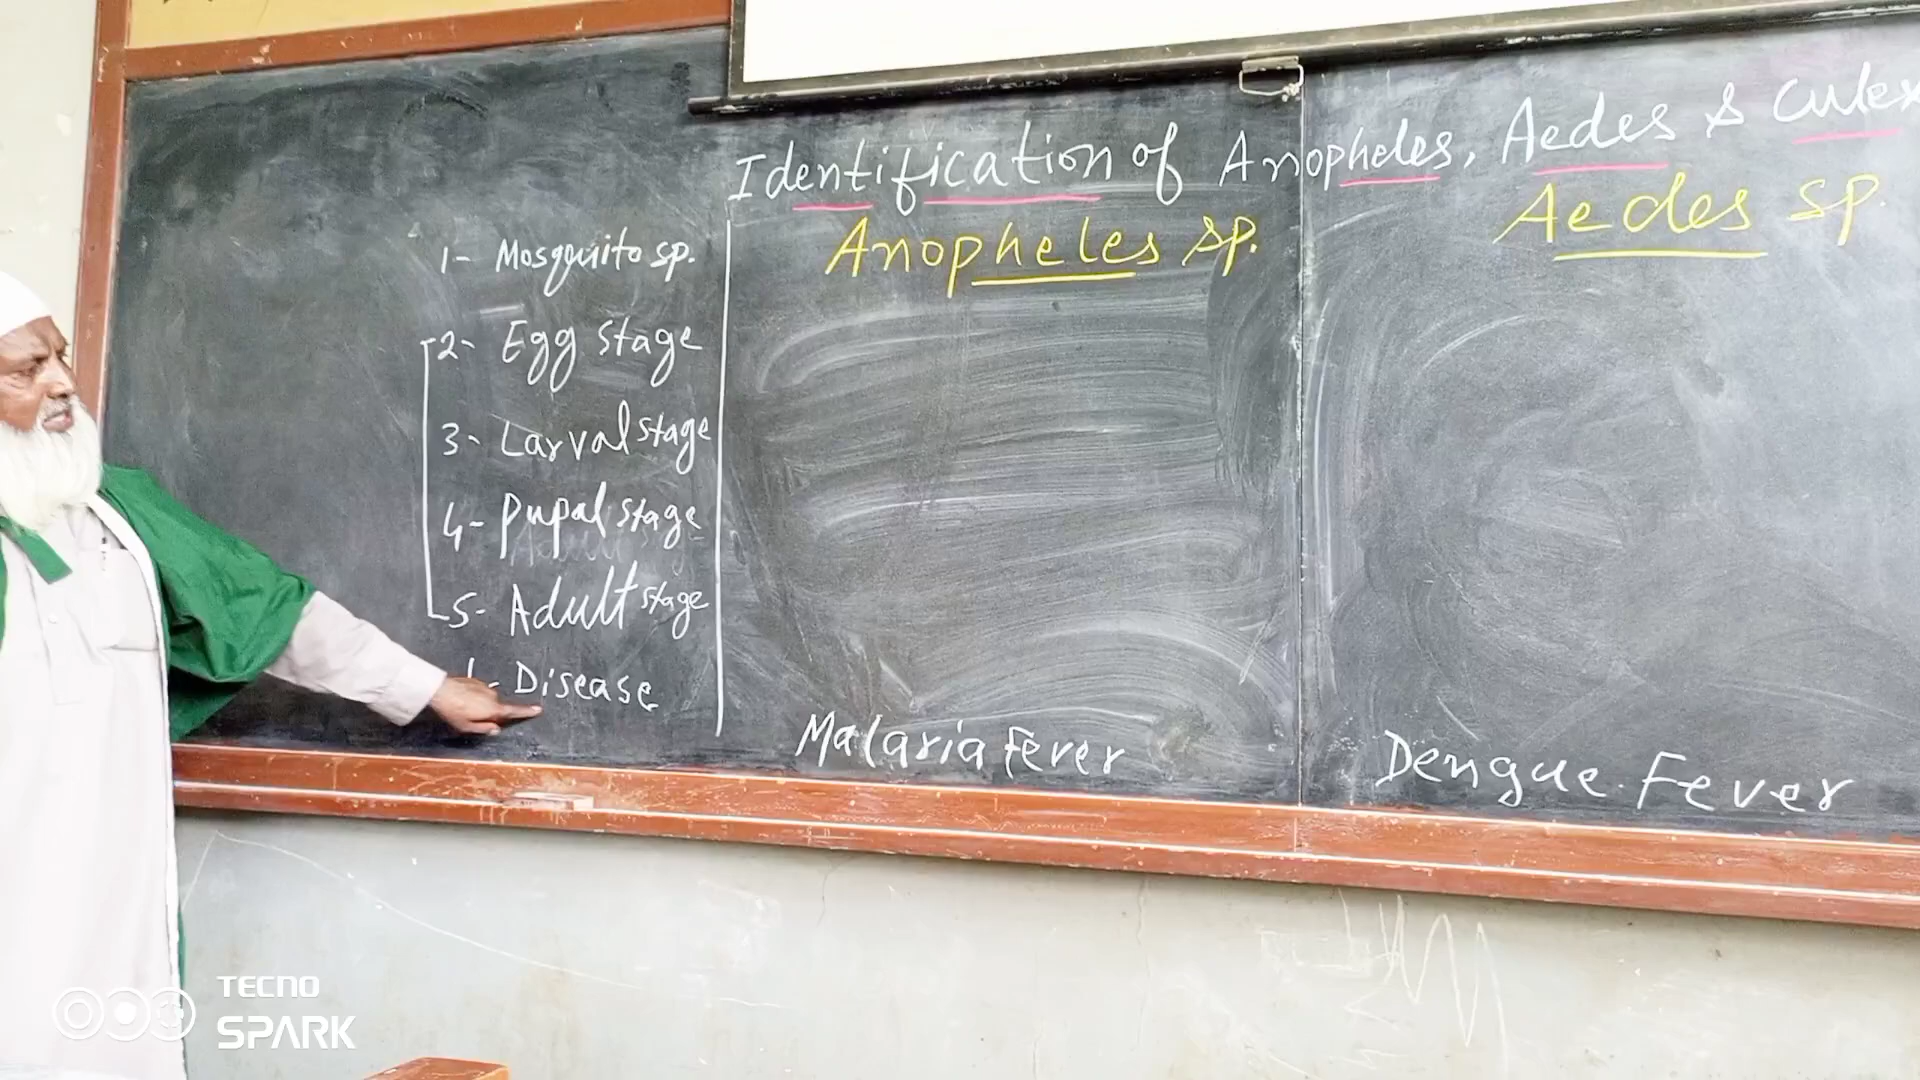 Identification of Anopheles, Aedes & Culex
1- Mosquito sp.
Anopheles sp.
Aedes sp.
2- Egg stage
3- Larval stage
4- Pupal stage
5- Adult stage
- Disease
Malaria Fever
Dengue Fever
TECNO
SPARK